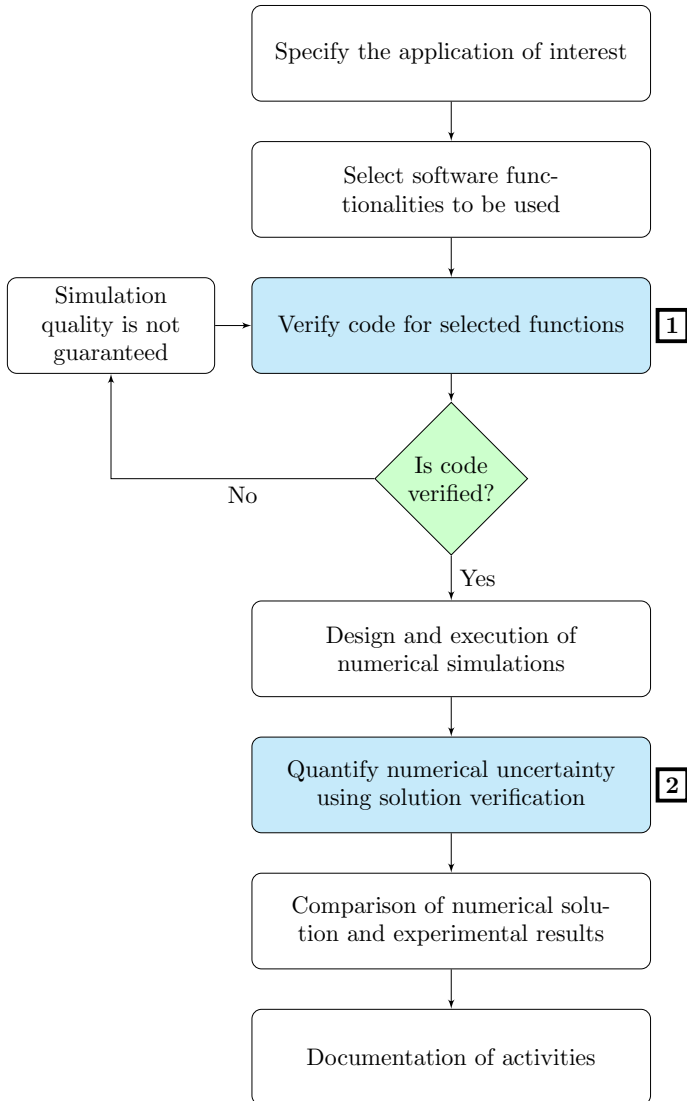 Specify the application of interest
Select software func-
tionalities to be used
Simulation
quality is not
guaranteed
Verify code for selected functions
1
Is code
verified?
No
Yes
Design and execution of
numerical simulations
Quantify numerical uncertainty
using solution verification
2
Comparison of numerical solu-
tion and experimental results
Documentation of activities